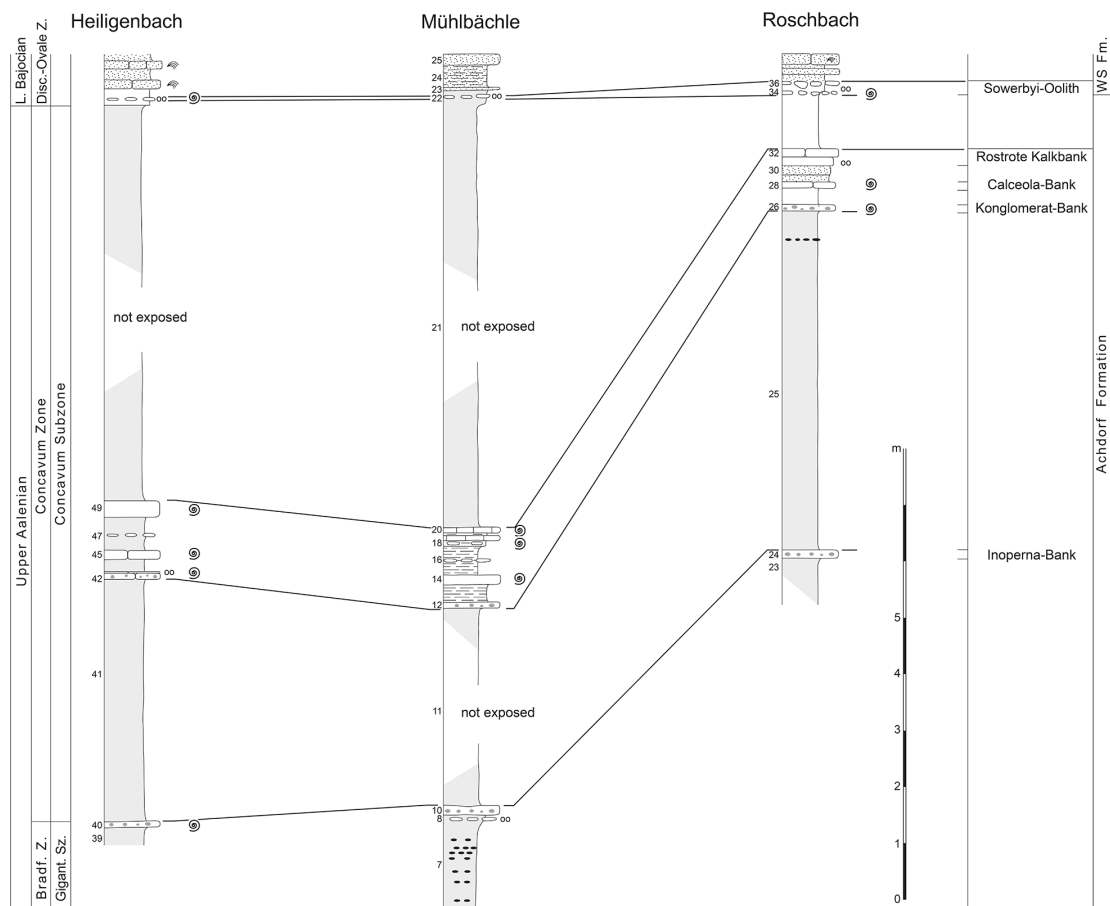 Heiligenbach
Mühlbächle
Roschbach
L. Bajocian
Disc.-Ovale Z.
Upper Aalenian
Concavum Zone
Concavum Subzone
Bradf. Z.
Gigant. Sz.
not exposed
49
47
45
42
41
40
39
25
24
23
22
21
not exposed
20
18
16
14
12
11
not exposed
10
8
7
36
34
32
30
28
26
25
24
23
m
5
4
3
2
1
0
Sowerbyi-Oolith
Rostrote Kalkbank
Calceola-Bank
Konglomerat-Bank
Inoperna-Bank
WS Fm.
Achdorf Formation